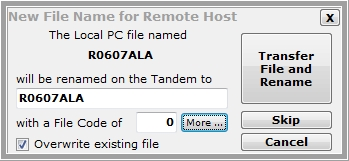 New File Name for Remote Host
X
The Local PC file named
R0607ALA
will be renamed on the Tandem to
R0607ALA
with a File Code of 0 More ...
Overwrite existing file
Transfer
File and
Rename
Skip
Cancel